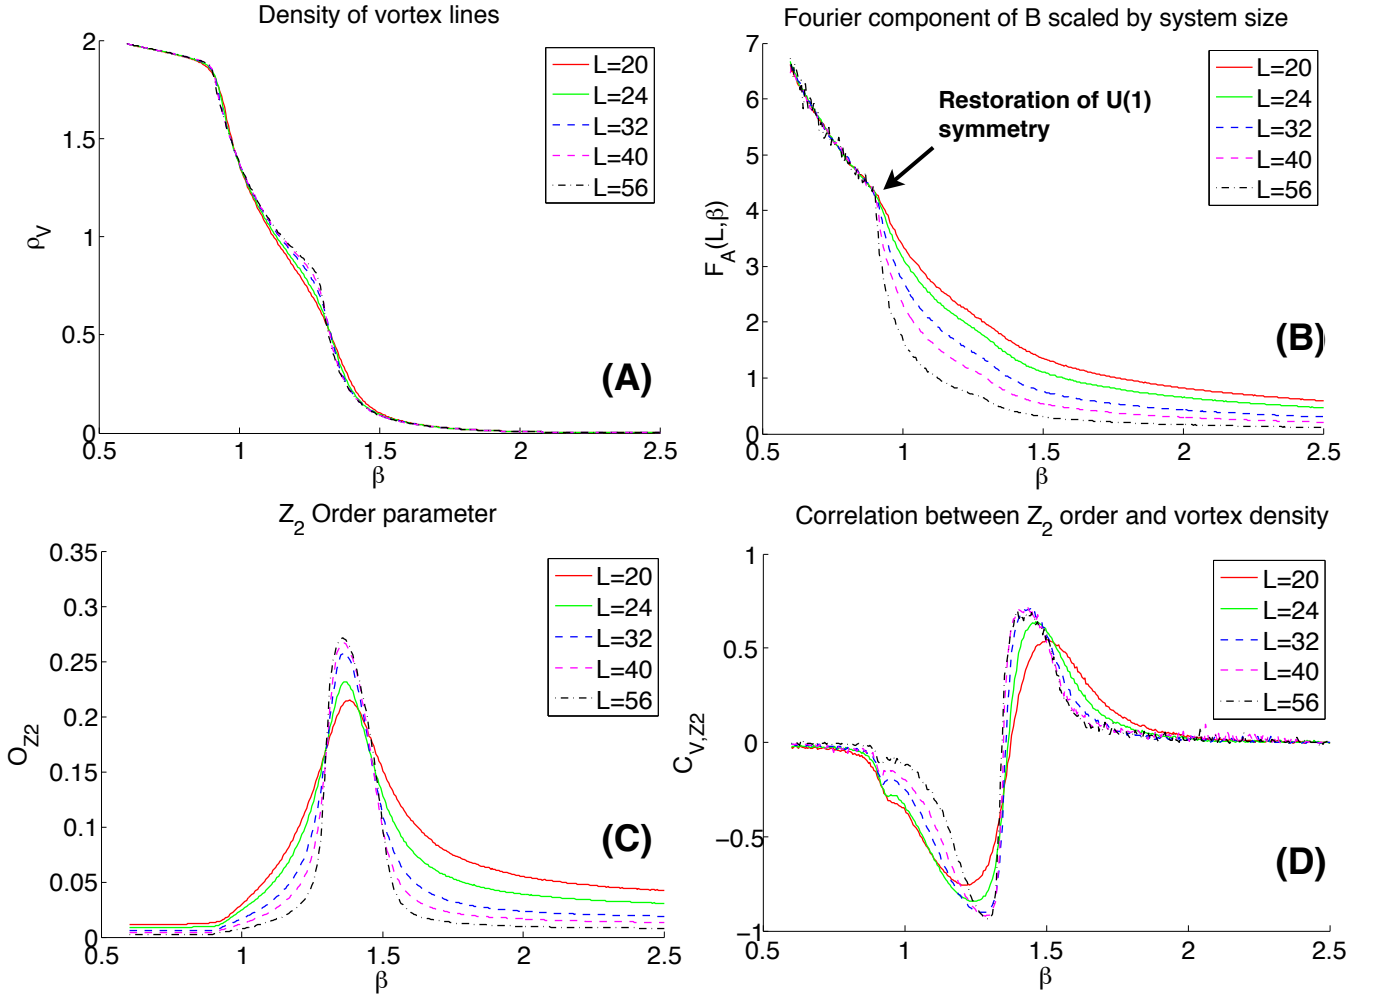 Density of vortex lines
2
1.5
1
0.5
0
ρV
0.5
1
1.5
2
2.5
β
L=20
L=24
L=32
L=40
L=56
(A)
Fourier component of B scaled by system size
7
6
5
4
3
2
1
0
FA(L,β)
0.5
1
1.5
2
2.5
β
Restoration of U(1)
symmetry
L=20
L=24
L=32
L=40
L=56
(B)
Z2 Order parameter
0.35
0.3
0.25
0.2
0.15
0.1
0.05
0
OZ2
0.5
1
1.5
2
2.5
β
L=20
L=24
L=32
L=40
L=56
(C)
Correlation between Z2 order and vortex density
1
0.5
0
−0.5
−1
CV,Z2
0.5
1
1.5
2
2.5
β
L=20
L=24
L=32
L=40
L=56
(D)